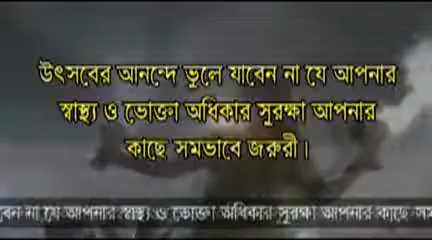 উৎসবের আনন্দে ভুলে যাবেন না যে আপনার
স্বাস্থ্য ও ভোক্তা অধিকার সুরক্ষা আপনার
কাছে সমভাবে জরুরী।
বেন না যে আপনার স্বাস্থ্য ও ভোক্তা অধিকার সুরক্ষা আপনার কাছে সম